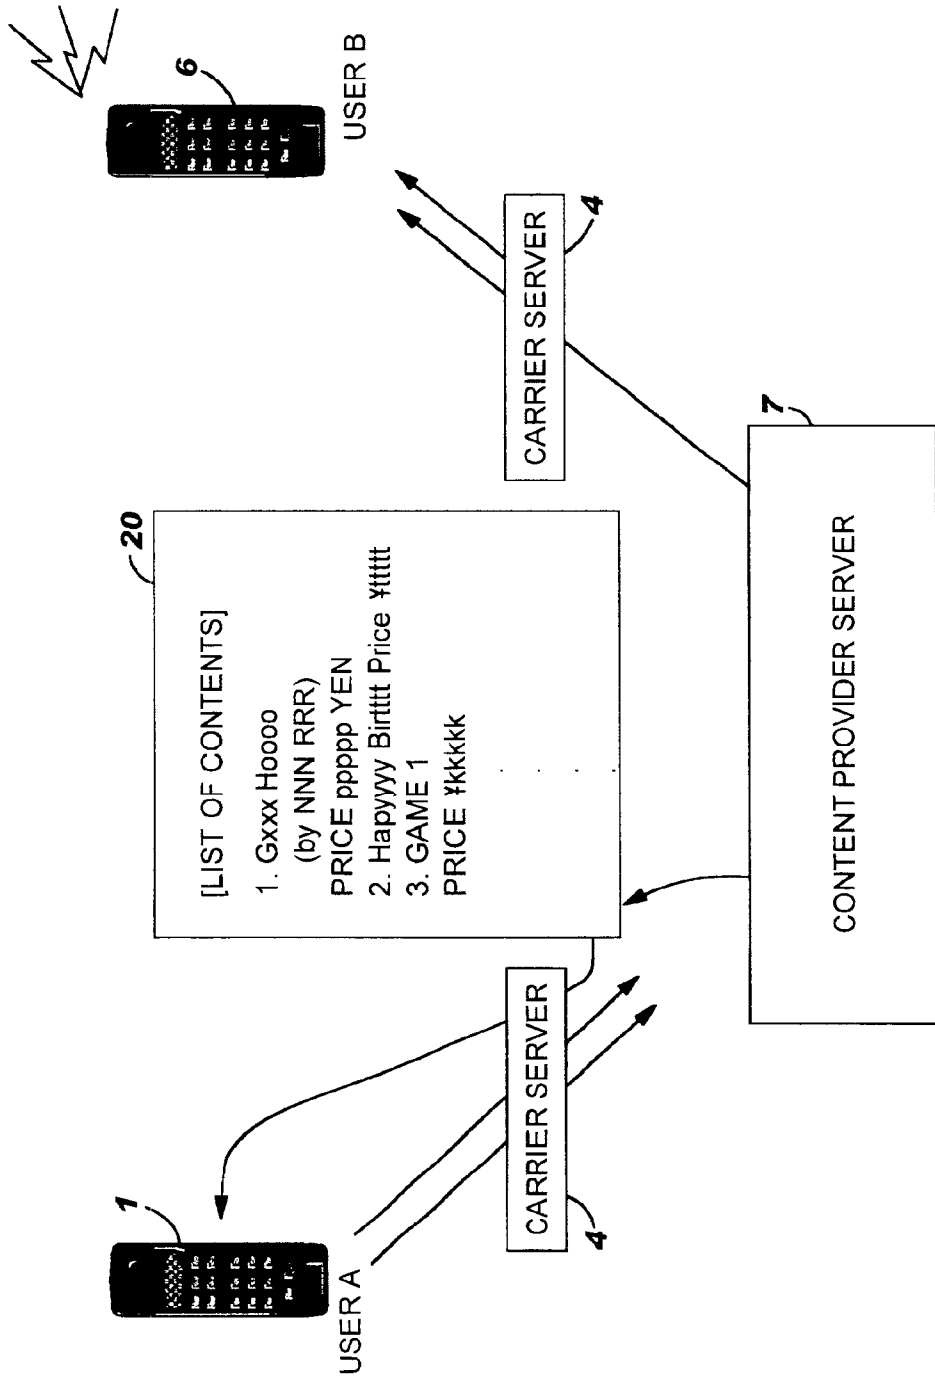 1
USER A
6
USER B
20
[LIST OF CONTENTS]
1. Gxxx Hoooo
(by NNN RRR)
PRICE ppppp YEN
2. Hapyyyy Birtttt Price ¥ttttt
3. GAME 1
PRICE ¥kkkkk
CARRIER SERVER
4
CARRIER SERVER
4
7
CONTENT PROVIDER SERVER